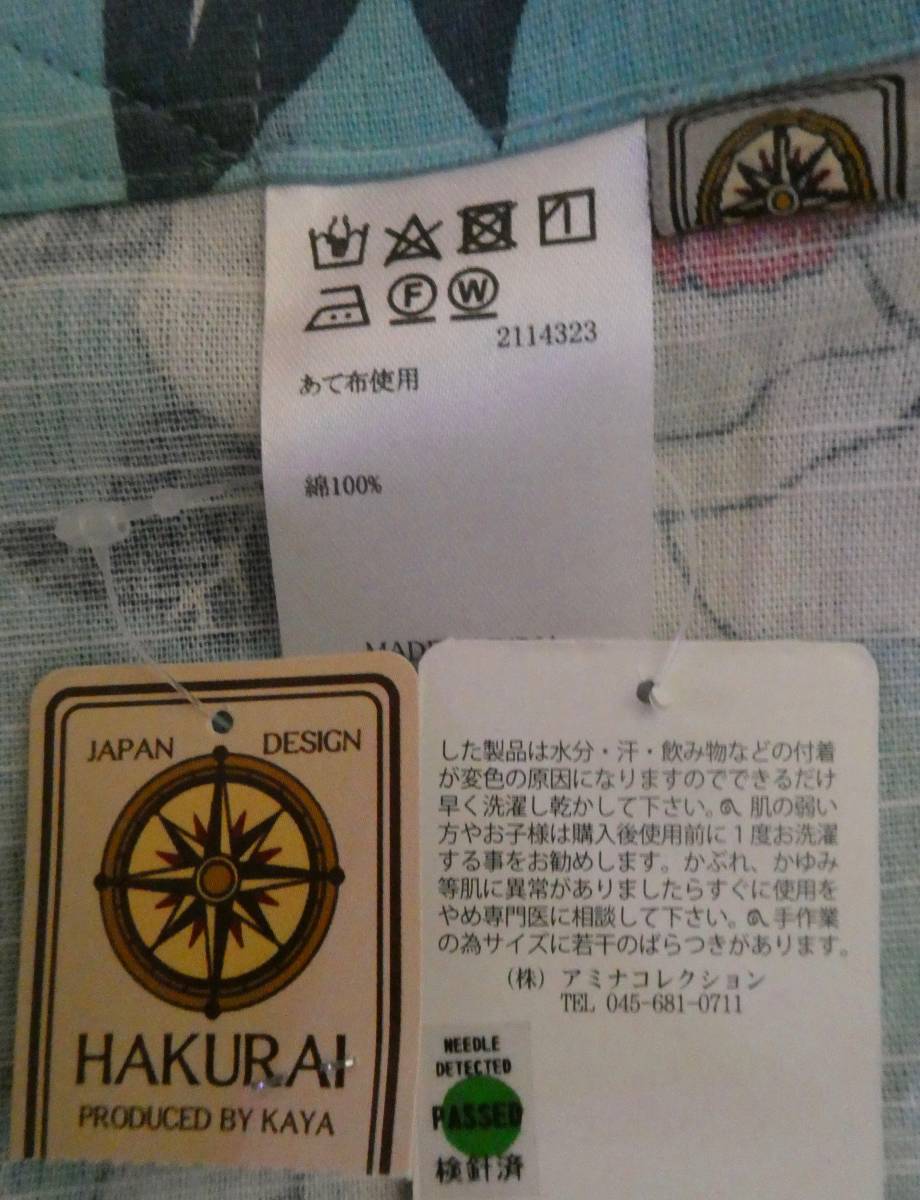 F W
2114323
あて布使用
綿100%
MADE
JAPAN DESIGN
HAKURAI
PRODUCED BY KAYA
した製品は水分・汗・飲み物などの付着
が変色の原因になりますのでできるだけ
早く洗濯し乾かして下さい。 肌の弱い
方やお子様は購入後使用前に1度お洗濯
する事をお勧めします。かぶれ、かゆみ
等肌に異常がありましたらすぐに使用を
やめ専門医に相談して下さい。 手作業
の為サイズに若干のばらつきがあります。
(株) アミナコレクション
TEL 045-681-0711
NEEDLE
DETECTED
PASSED
検針済